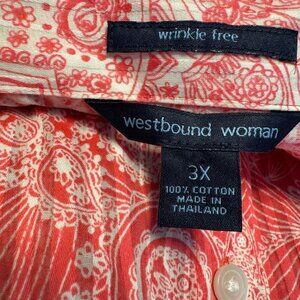 wrinkle free
westbound woman
3X
100% COTTON
MADE IN
THAILAND